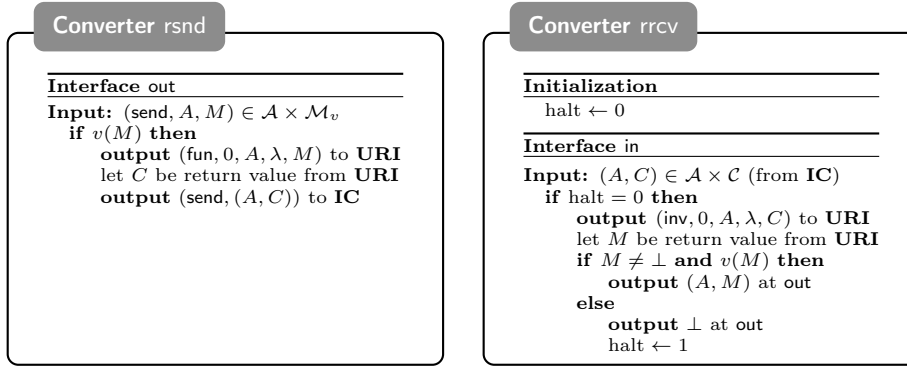 Converter rsnd
Interface out
Input: (send, A, M) ∈ 𝒜 × ℳ_v
if v(M) then
output (fun, 0, A, λ, M) to URI
let C be return value from URI
output (send, (A, C)) to IC
Converter rrcv
Initialization
halt ← 0
Interface in
Input: (A, C) ∈ 𝒜 × 𝒞 (from IC)
if halt = 0 then
output (inv, 0, A, λ, C) to URI
let M be return value from URI
if M ≠ ⊥ and v(M) then
output (A, M) at out
else
output ⊥ at out
halt ← 1